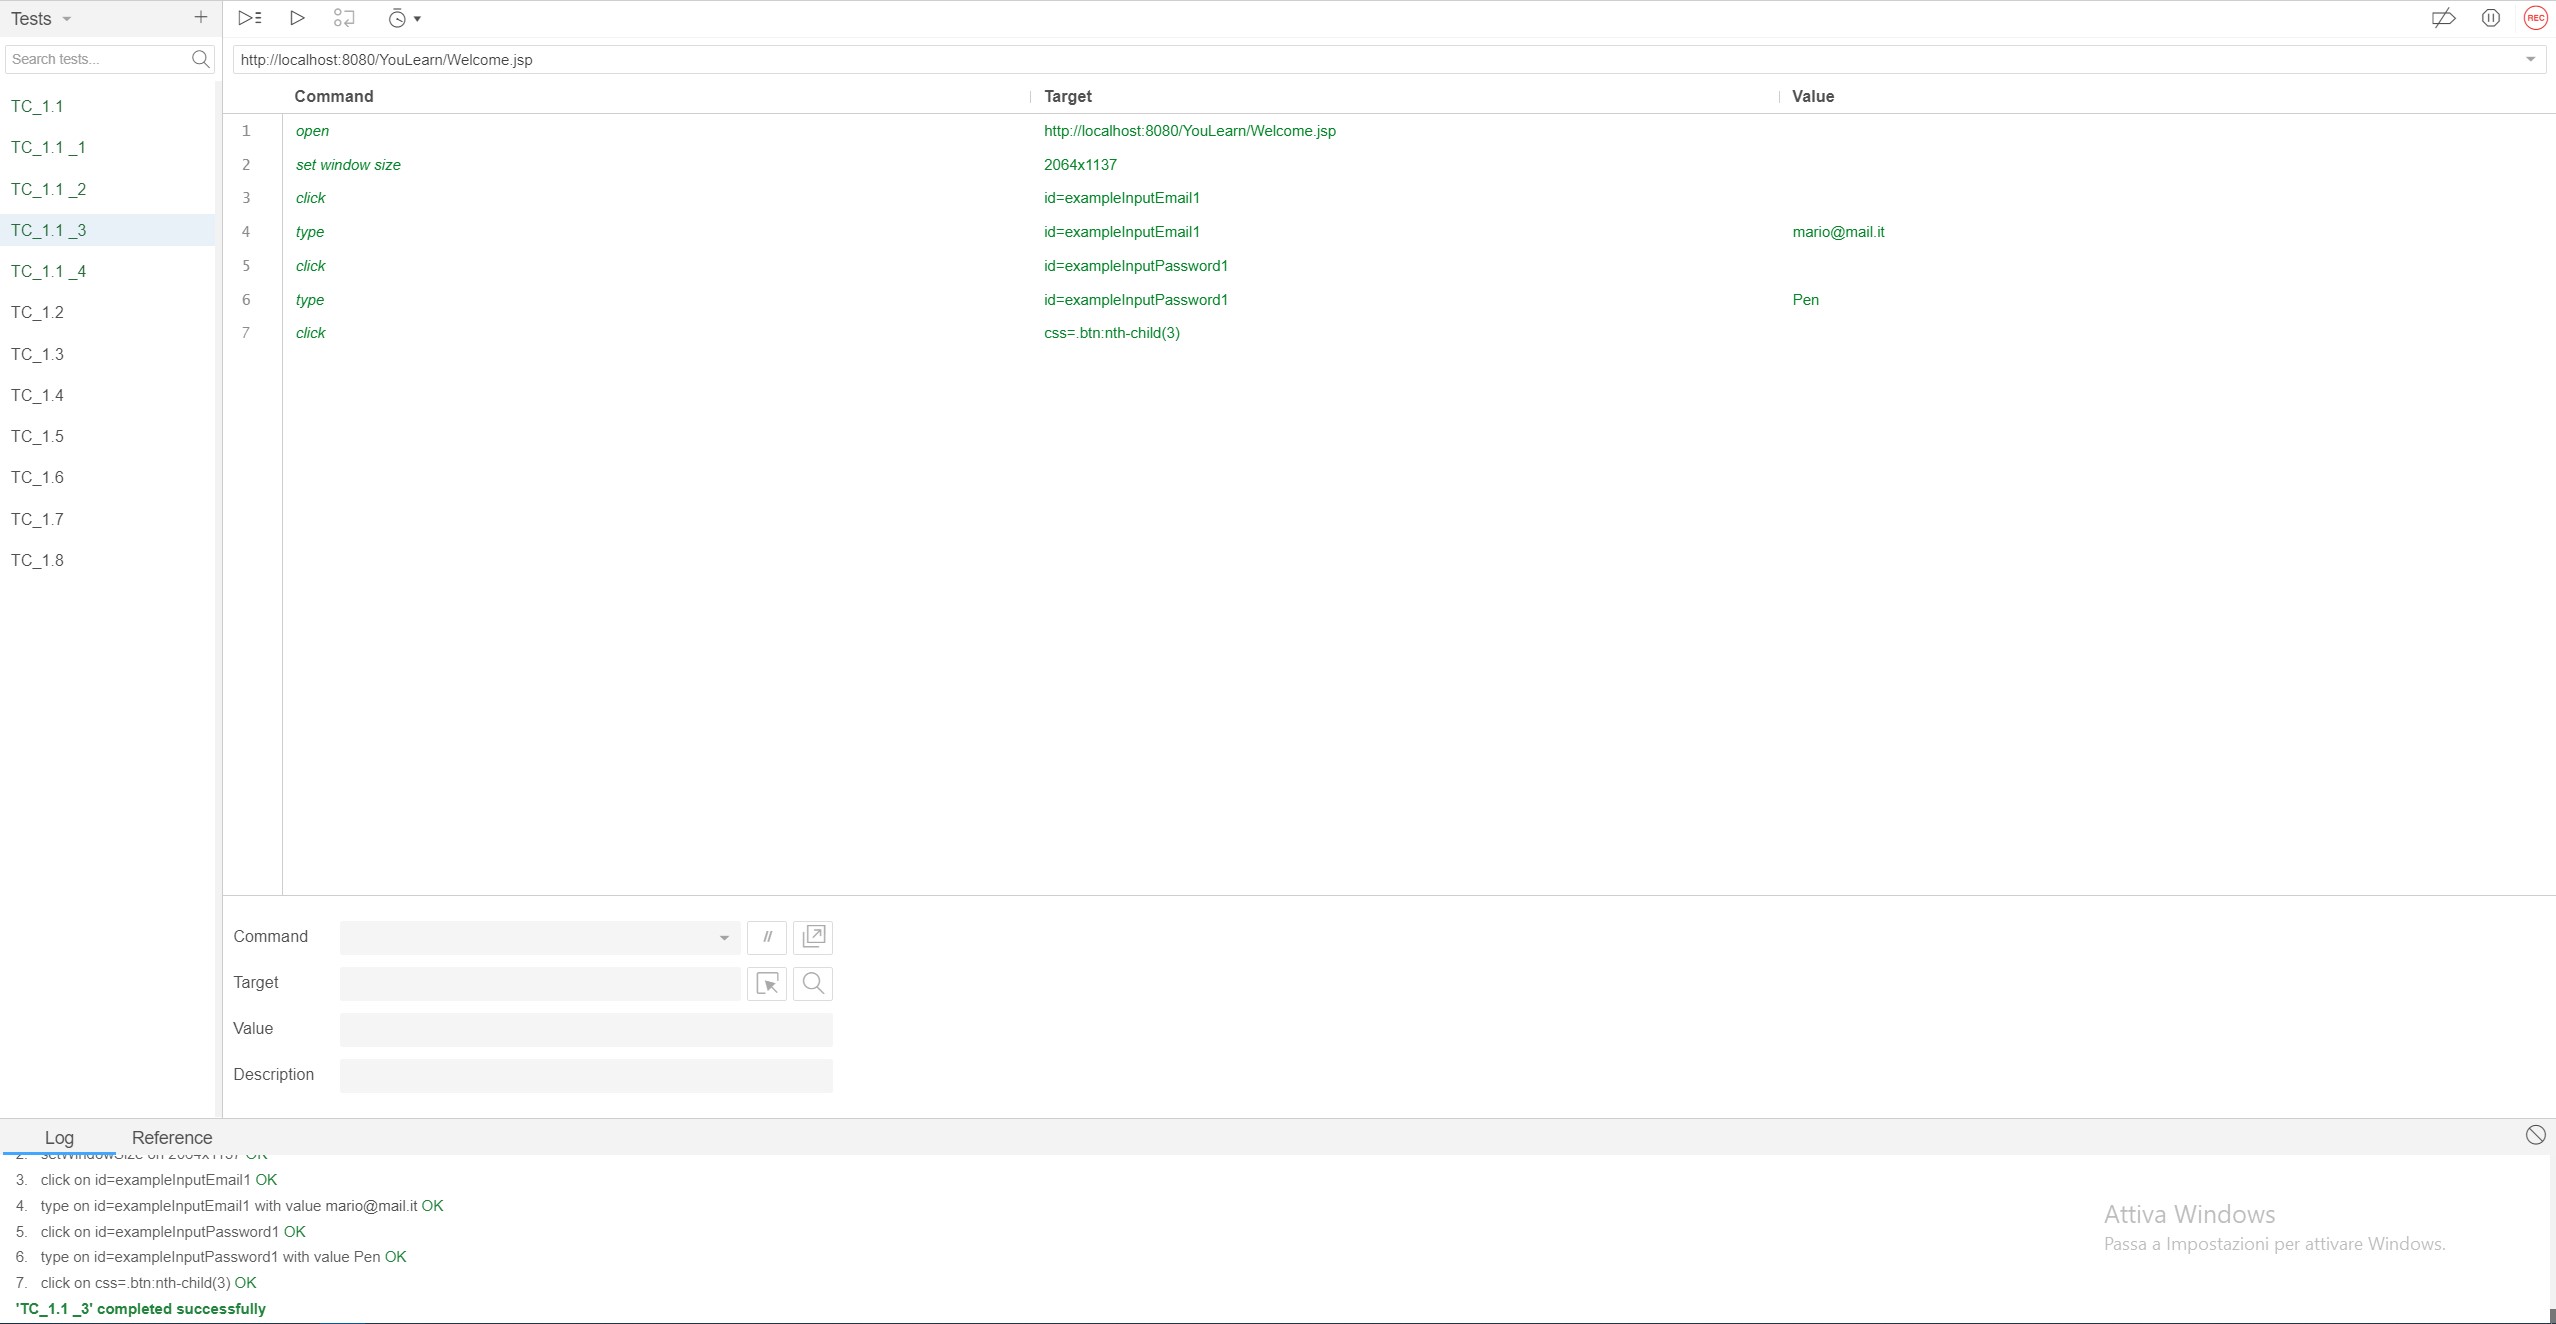 Tests
REC
Search tests...
http://localhost:8080/YouLearn/Welcome.jsp
Command Target Value
TC_1.1
TC_1.1 _1
TC_1.1 _2
TC_1.1 _3
TC_1.1 _4
TC_1.2
TC_1.3
TC_1.4
TC_1.5
TC_1.6
TC_1.7
TC_1.8
1 open http://localhost:8080/YouLearn/Welcome.jsp
2 set window size 2064x1137
3 click id=exampleInputEmail1
4 type id=exampleInputEmail1 mario@mail.it
5 click id=exampleInputPassword1
6 type id=exampleInputPassword1 Pen
7 click css=.btn:nth-child(3)
Command //
Target
Value
Description
Log Reference
2. setWindowSize on 2064x1137 OK
3. click on id=exampleInputEmail1 OK
4. type on id=exampleInputEmail1 with value mario@mail.it OK
5. click on id=exampleInputPassword1 OK
6. type on id=exampleInputPassword1 with value Pen OK
7. click on css=.btn:nth-child(3) OK
'TC_1.1 _3' completed successfully
Attiva Windows
Passa a Impostazioni per attivare Windows.